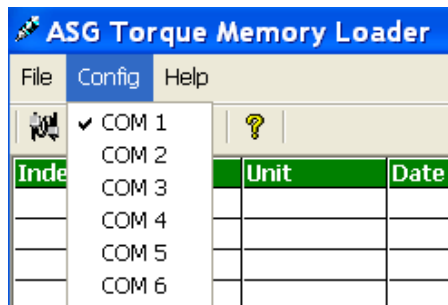 ASG Torque Memory Loader
File Config Help
✓ COM 1
COM 2
COM 3
COM 4
COM 5
COM 6
Unit Date